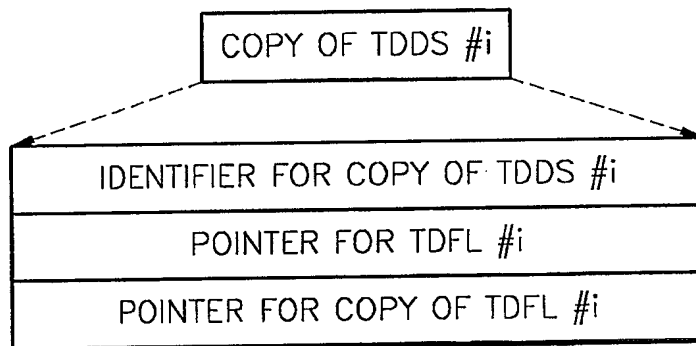 COPY OF TDDS #i
IDENTIFIER FOR COPY OF TDDS #i
POINTER FOR TDFL #i
POINTER FOR COPY OF TDFL #i